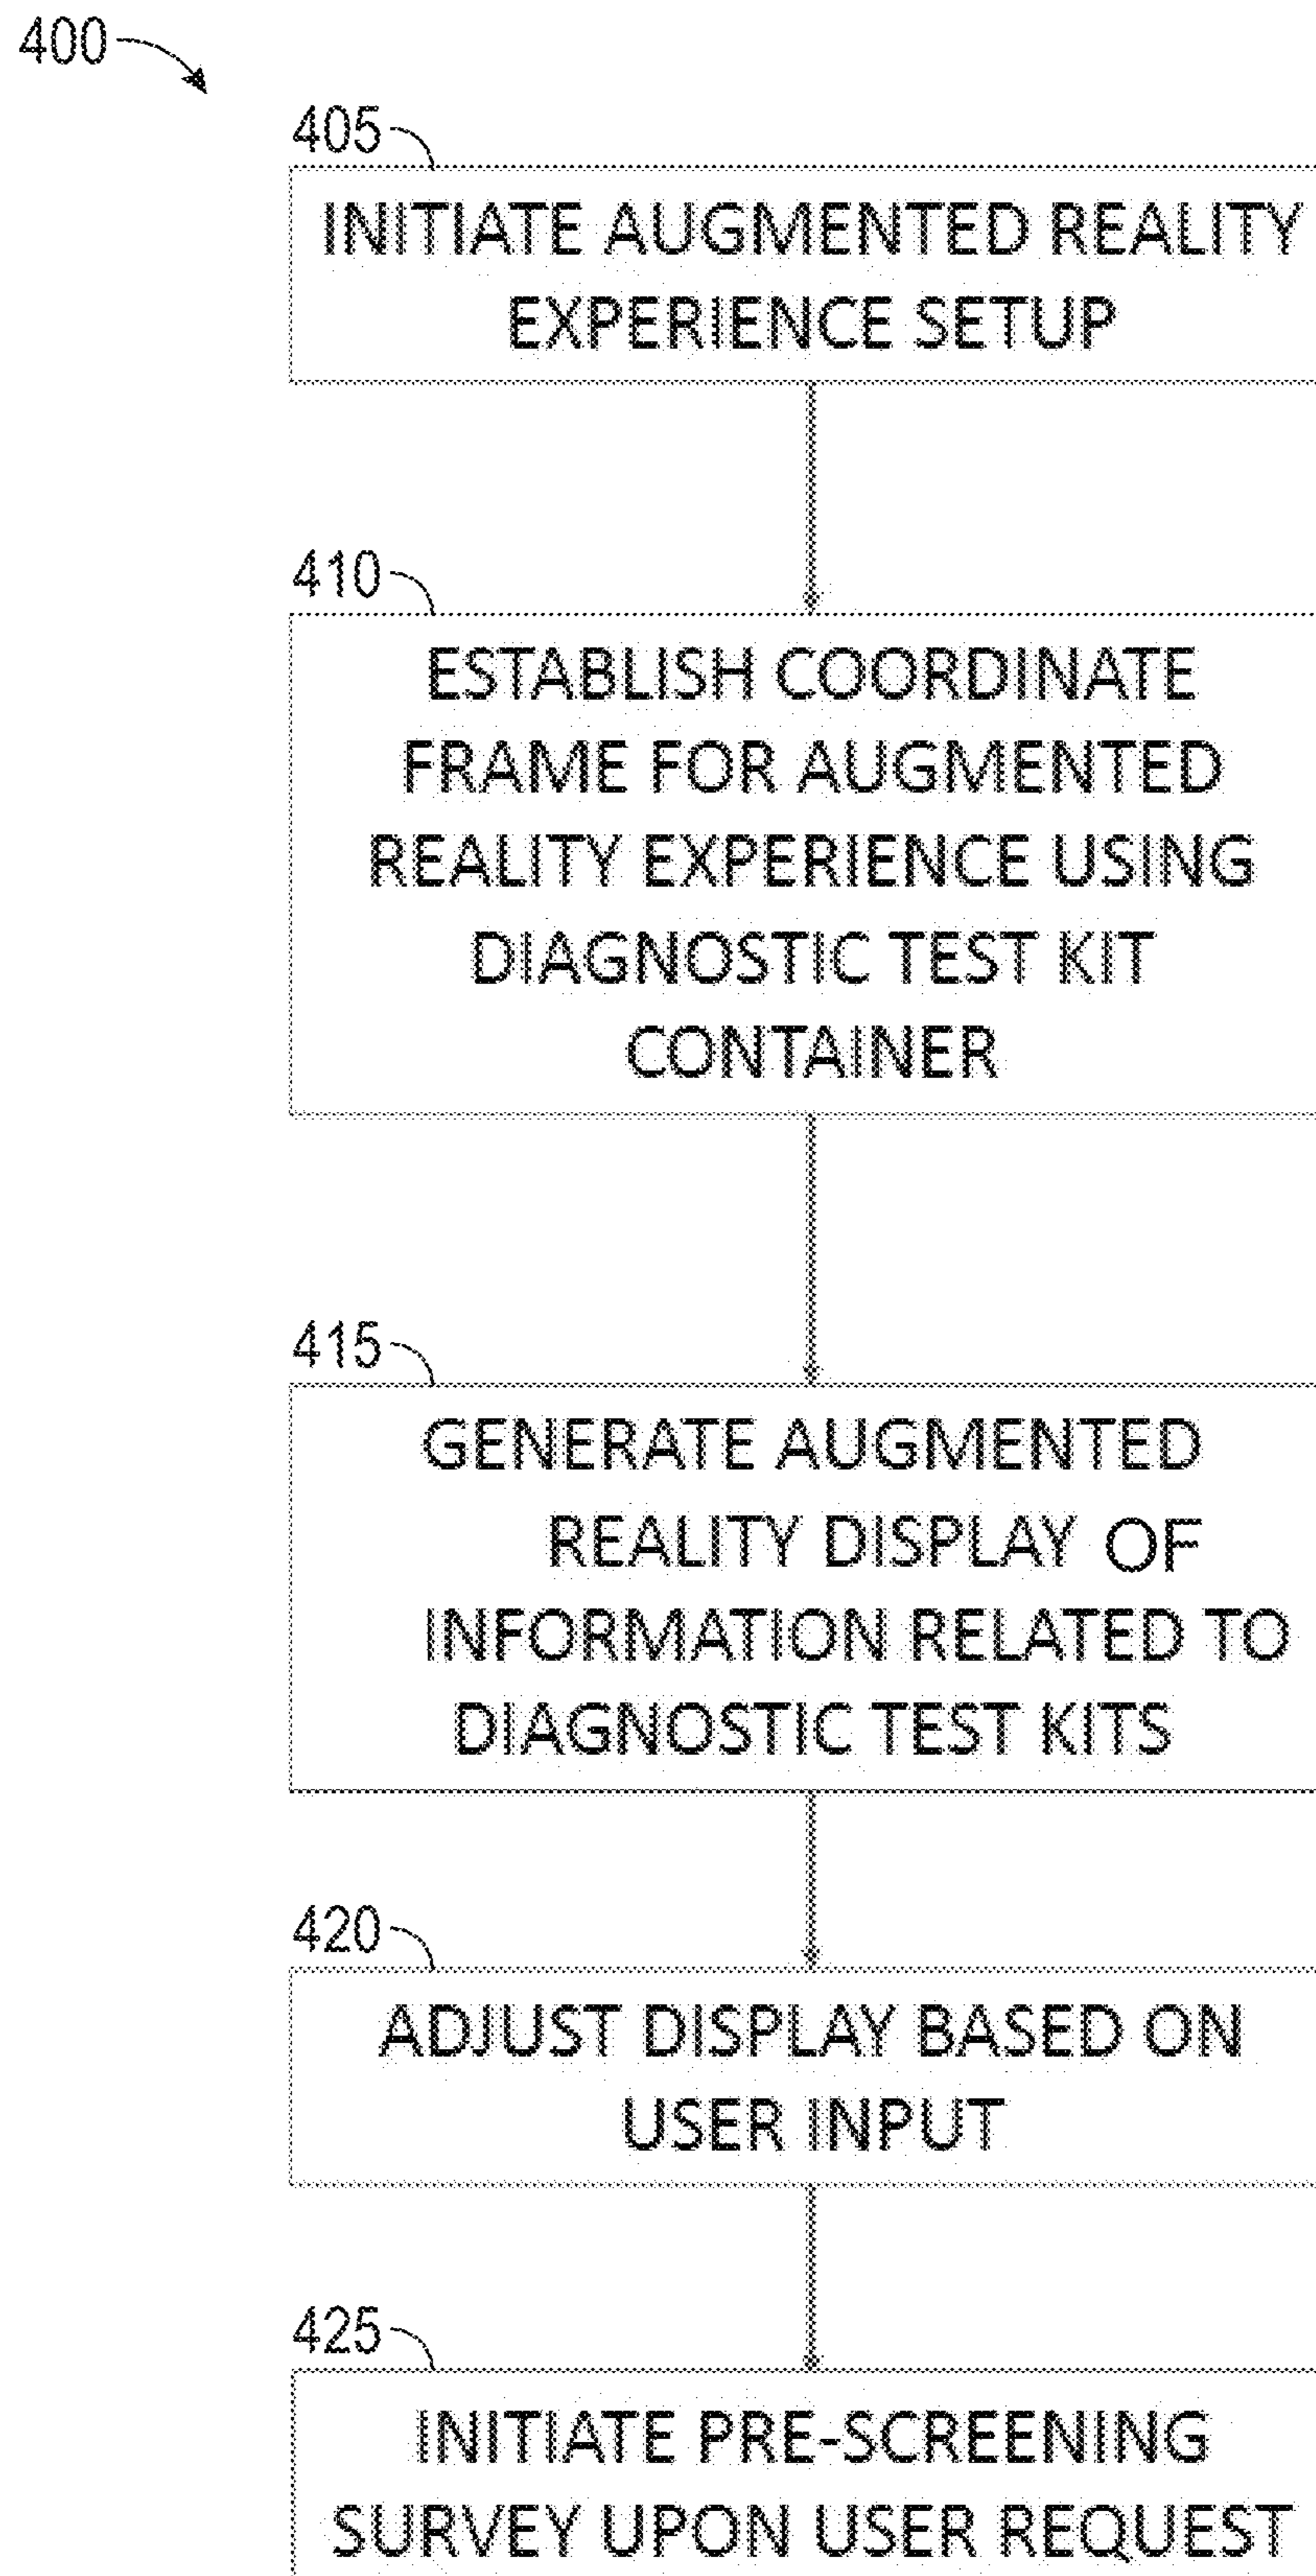 400
405
INITIATE AUGMENTED REALITY
EXPERIENCE SETUP
410
ESTABLISH COORDINATE
FRAME FOR AUGMENTED
REALITY EXPERIENCE USING
DIAGNOSTIC TEST KIT
CONTAINER
415
GENERATE AUGMENTED
REALITY DISPLAY OF
INFORMATION RELATED TO
DIAGNOSTIC TEST KITS
420
ADJUST DISPLAY BASED ON
USER INPUT
425
INITIATE PRE-SCREENING
SURVEY UPON USER REQUEST